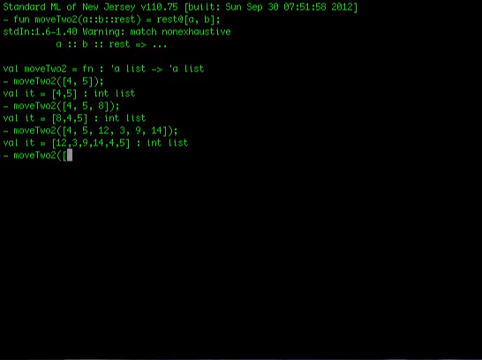 Standard ML of New Jersey v110.75 [built: Sun Sep 30 07:51:58 2012]
- fun moveTwo2(a::b::rest) = rest@[a, b];
stdIn:1.6-1.40 Warning: match nonexhaustive
a :: b :: rest => ...
val moveTwo2 = fn : 'a list -> 'a list
- moveTwo2([4, 5]);
val it = [4,5] : int list
- moveTwo2([4, 5, 8]);
val it = [8,4,5] : int list
- moveTwo2([4, 5, 12, 3, 9, 14]);
val it = [12,3,9,14,4,5] : int list
- moveTwo2([